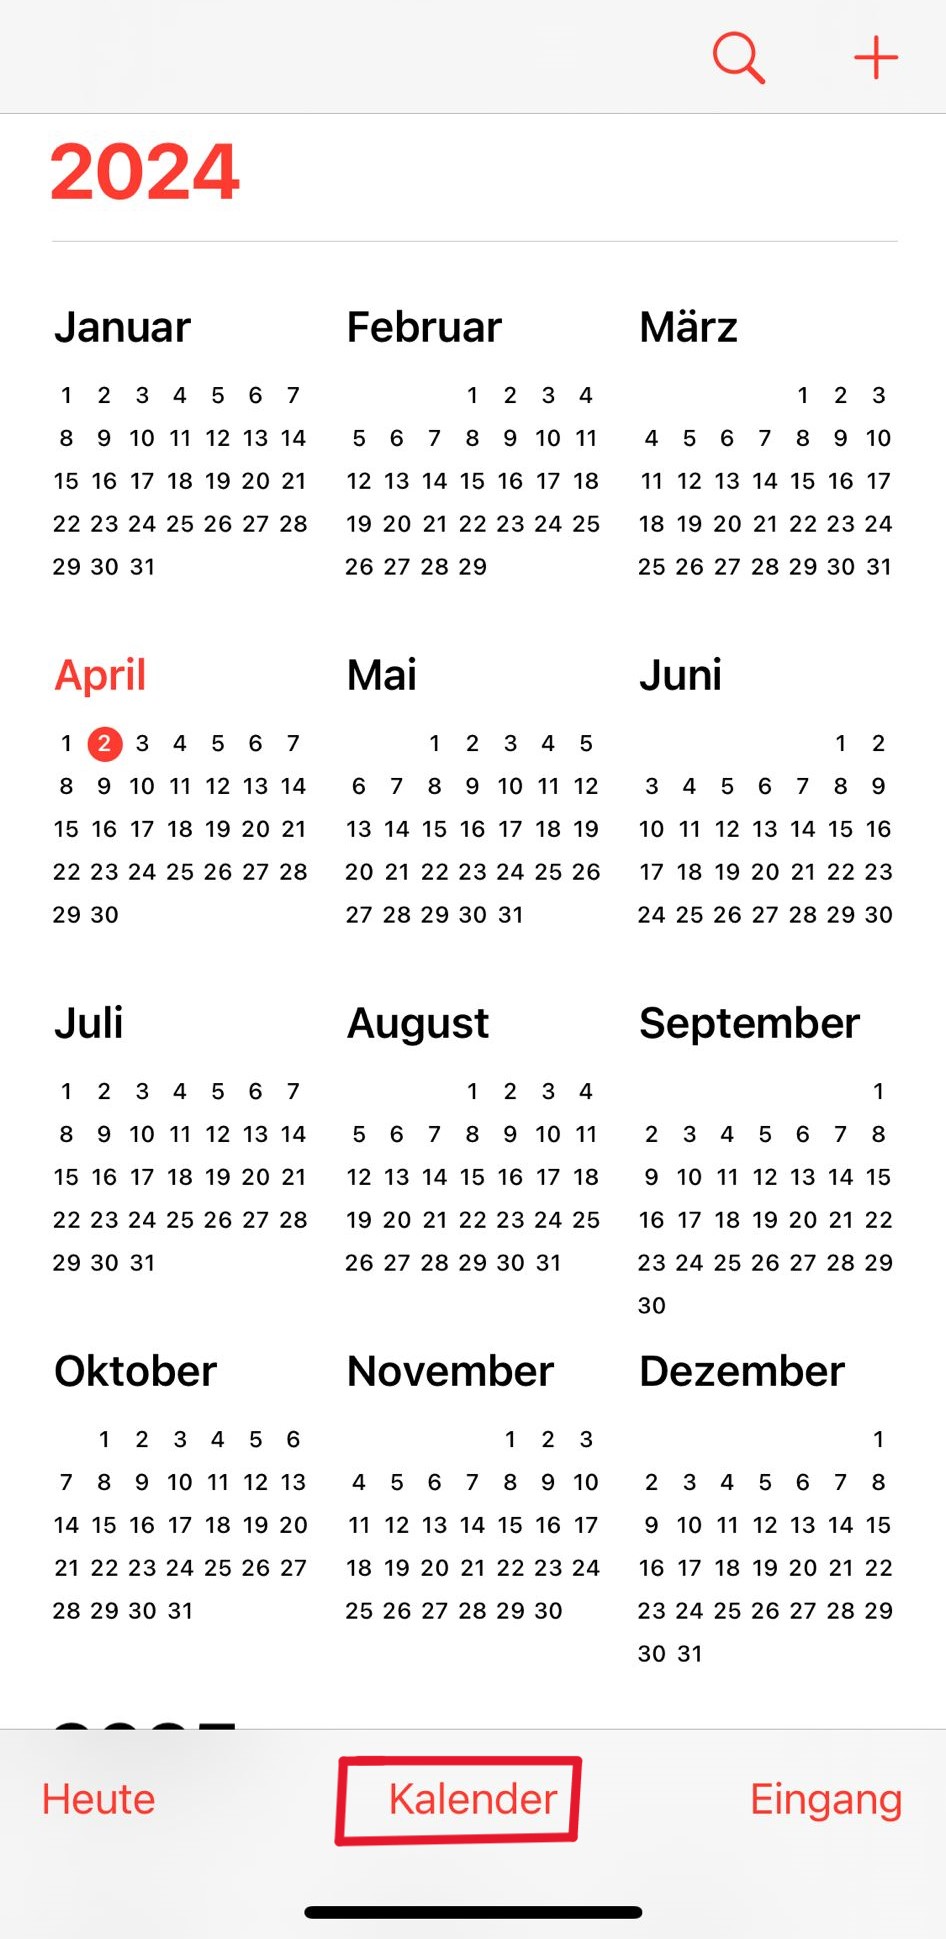 2024
Januar Februar März
1 2 3 4 5 6 7 1 2 3 4 1 2 3
8 9 10 11 12 13 14 5 6 7 8 9 10 11 4 5 6 7 8 9 10
15 16 17 18 19 20 21 12 13 14 15 16 17 18 11 12 13 14 15 16 17
22 23 24 25 26 27 28 19 20 21 22 23 24 25 18 19 20 21 22 23 24
29 30 31 26 27 28 29 25 26 27 28 29 30 31
April Mai Juni
1 2 3 4 5 6 7 1 2 3 4 5 1 2
8 9 10 11 12 13 14 6 7 8 9 10 11 12 3 4 5 6 7 8 9
15 16 17 18 19 20 21 13 14 15 16 17 18 19 10 11 12 13 14 15 16
22 23 24 25 26 27 28 20 21 22 23 24 25 26 17 18 19 20 21 22 23
29 30 27 28 29 30 31 24 25 26 27 28 29 30
Juli August September
1 2 3 4 5 6 7 1 2 3 4 1
8 9 10 11 12 13 14 5 6 7 8 9 10 11 2 3 4 5 6 7 8
15 16 17 18 19 20 21 12 13 14 15 16 17 18 9 10 11 12 13 14 15
22 23 24 25 26 27 28 19 20 21 22 23 24 25 16 17 18 19 20 21 22
29 30 31 26 27 28 29 30 31 23 24 25 26 27 28 29
30
Oktober November Dezember
1 2 3 4 5 6 1 2 3 1
7 8 9 10 11 12 13 4 5 6 7 8 9 10 2 3 4 5 6 7 8
14 15 16 17 18 19 20 11 12 13 14 15 16 17 9 10 11 12 13 14 15
21 22 23 24 25 26 27 18 19 20 21 22 23 24 16 17 18 19 20 21 22
28 29 30 31 25 26 27 28 29 30 23 24 25 26 27 28 29
30 31
Heute Kalender Eingang